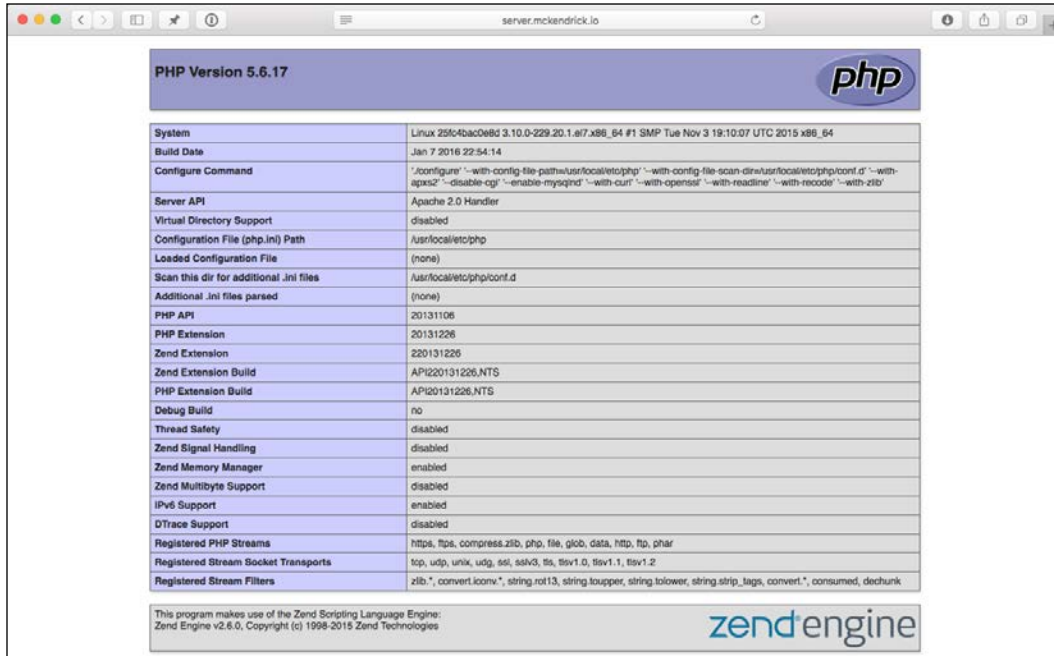 server.mckendrick.io
PHP Version 5.6.17
php
System Linux 25fc4bac0e8d 3.10.0-229.20.1.el7.x86_64 #1 SMP Tue Nov 3 19:10:07 UTC 2015 x86_64
Build Date Jan 7 2016 22:54:14
Configure Command './configure' '--with-config-file-path=/usr/local/etc/php' '--with-config-file-scan-dir=/usr/local/etc/php/conf.d' '--with-
apxs2' '--disable-cgi' '--enable-mysqlnd' '--with-curl' '--with-openssl' '--with-readline' '--with-recode' '--with-zlib'
Server API Apache 2.0 Handler
Virtual Directory Support disabled
Configuration File (php.ini) Path /usr/local/etc/php
Loaded Configuration File (none)
Scan this dir for additional .ini files /usr/local/etc/php/conf.d
Additional .ini files parsed (none)
PHP API 20131106
PHP Extension 20131226
Zend Extension 220131226
Zend Extension Build API220131226,NTS
PHP Extension Build API20131226,NTS
Debug Build no
Thread Safety disabled
Zend Signal Handling disabled
Zend Memory Manager enabled
Zend Multibyte Support disabled
IPv6 Support enabled
DTrace Support disabled
Registered PHP Streams https, ftps, compress.zlib, php, file, glob, data, http, ftp, phar
Registered Stream Socket Transports tcp, udp, unix, udg, ssl, sslv3, tls, tlsv1.0, tlsv1.1, tlsv1.2
Registered Stream Filters zlib.*, convert.iconv.*, string.rot13, string.toupper, string.tolower, string.strip_tags, convert.*, consumed, dechunk
This program makes use of the Zend Scripting Language Engine:
Zend Engine v2.6.0, Copyright (c) 1998-2015 Zend Technologies
zend engine